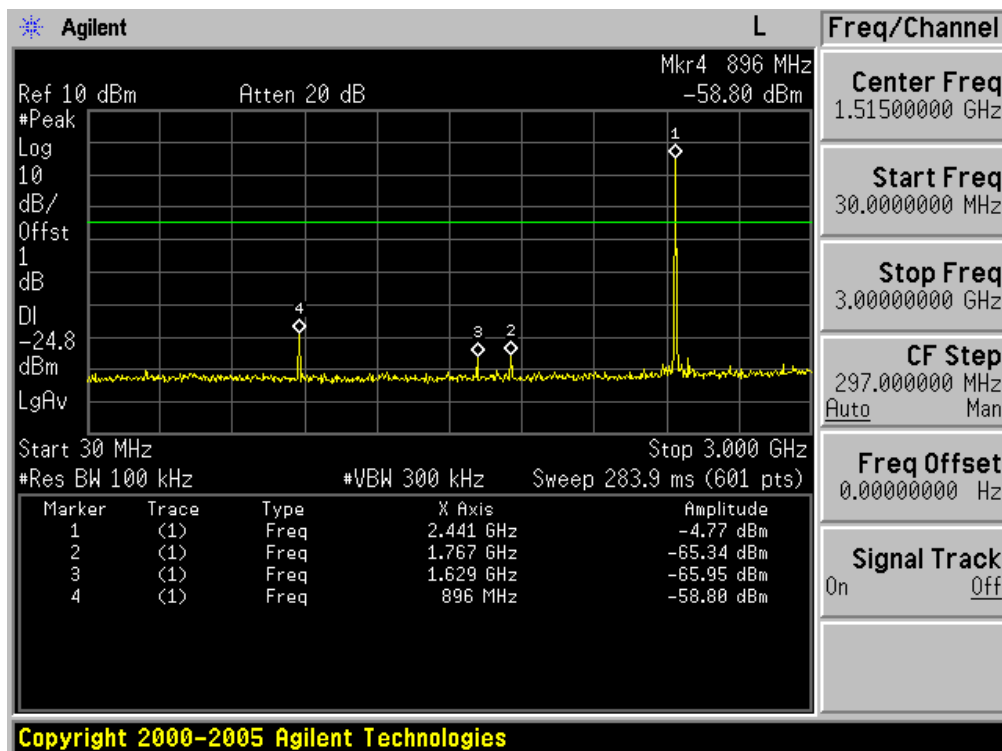 Agilent L
Mkr4 896 MHz
Ref 10 dBm Atten 20 dB -58.80 dBm
#Peak
Log
10
dB/
Offst
1
dB
DI
-24.8
dBm
LgAv
1
4
3 2
Start 30 MHz Stop 3.000 GHz
#Res BW 100 kHz #VBW 300 kHz Sweep 283.9 ms (601 pts)
Marker Trace Type X Axis Amplitude
1 (1) Freq 2.441 GHz -4.77 dBm
2 (1) Freq 1.767 GHz -65.34 dBm
3 (1) Freq 1.629 GHz -65.95 dBm
4 (1) Freq 896 MHz -58.80 dBm
Freq/Channel
Center Freq
1.51500000 GHz
Start Freq
30.0000000 MHz
Stop Freq
3.00000000 GHz
CF Step
297.000000 MHz
Auto Man
Freq Offset
0.00000000 Hz
Signal Track
On Off
Copyright 2000-2005 Agilent Technologies